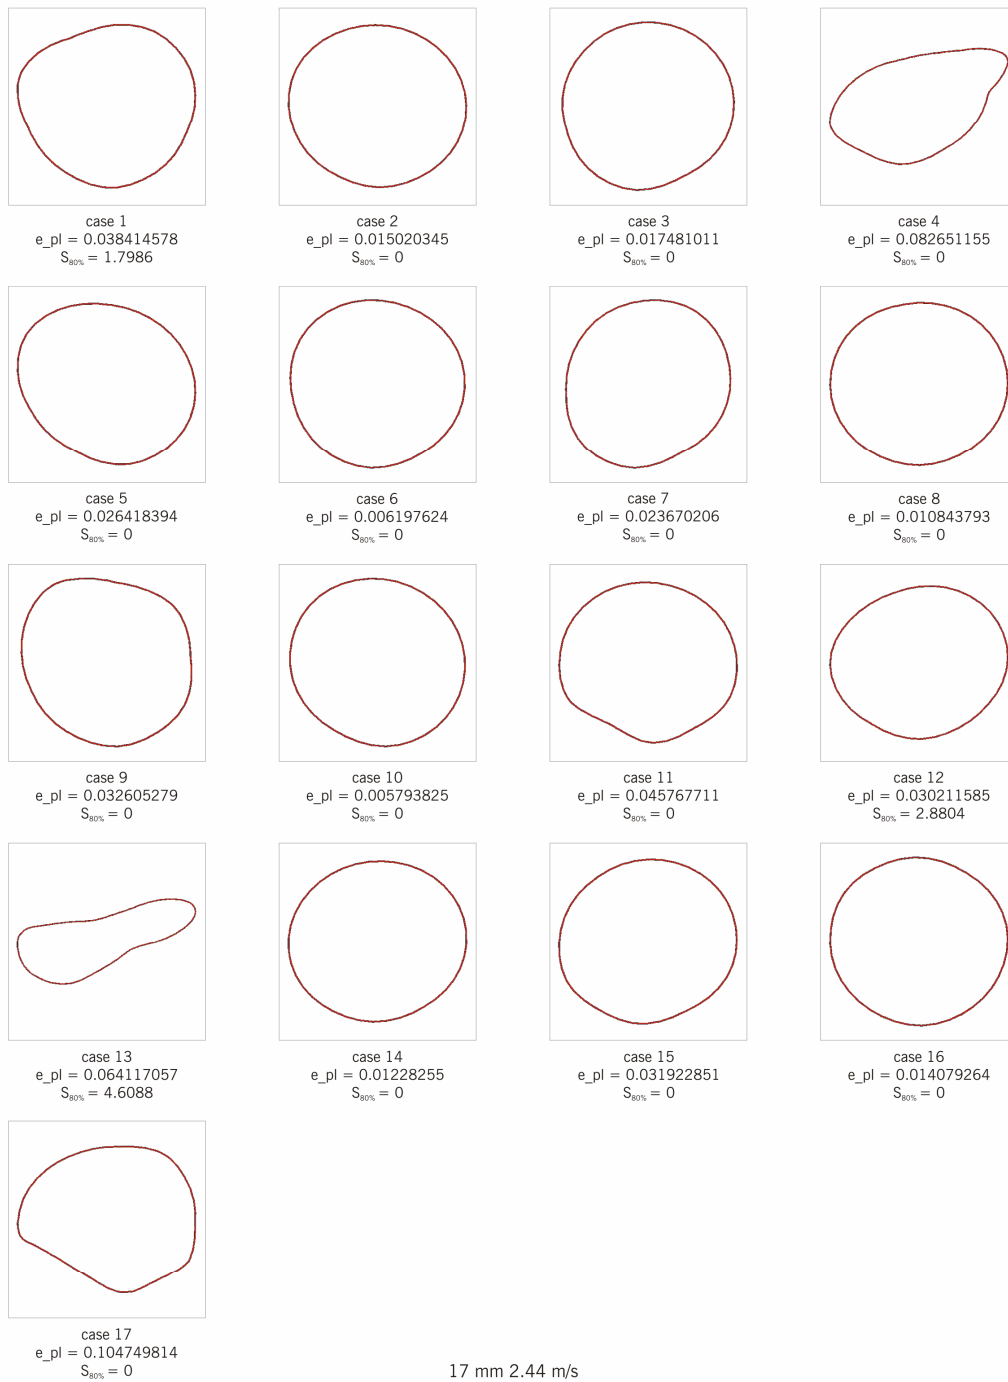 case 1
e_pl = 0.038414578
S80% = 1.7986
case 2
e_pl = 0.015020345
S80% = 0
case 3
e_pl = 0.017481011
S80% = 0
case 4
e_pl = 0.082651155
S80% = 0
case 5
e_pl = 0.026418394
S80% = 0
case 6
e_pl = 0.006197624
S80% = 0
case 7
e_pl = 0.023670206
S80% = 0
case 8
e_pl = 0.010843793
S80% = 0
case 9
e_pl = 0.032605279
S80% = 0
case 10
e_pl = 0.005793825
S80% = 0
case 11
e_pl = 0.045767711
S80% = 0
case 12
e_pl = 0.030211585
S80% = 2.8804
case 13
e_pl = 0.064117057
S80% = 4.6088
case 14
e_pl = 0.01228255
S80% = 0
case 15
e_pl = 0.031922851
S80% = 0
case 16
e_pl = 0.014079264
S80% = 0
case 17
e_pl = 0.104749814
S80% = 0
17 mm 2.44 m/s